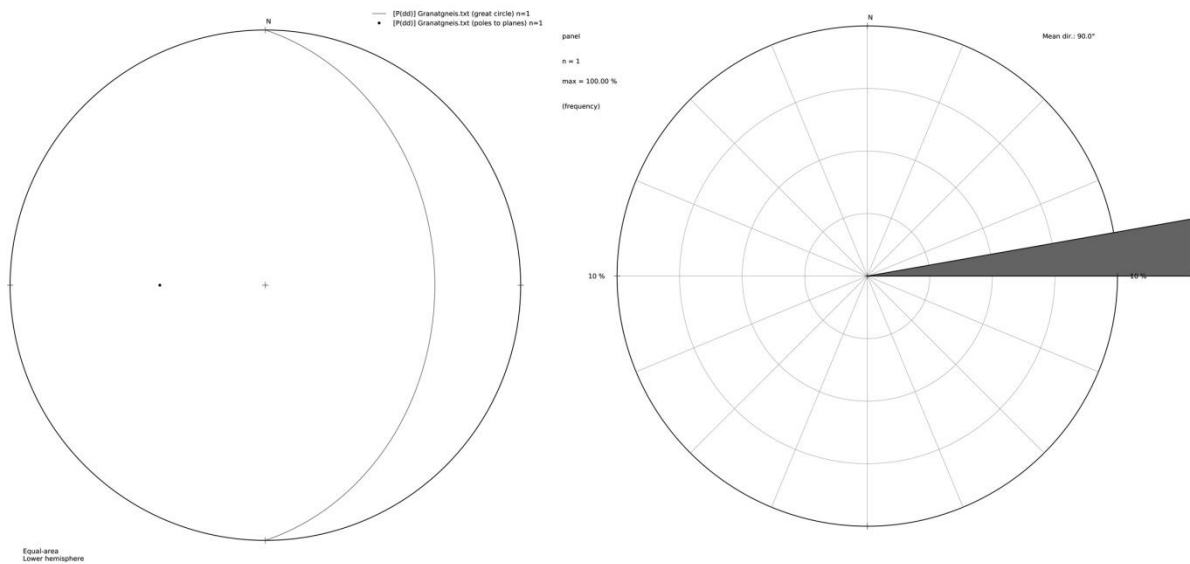 N
[P(dd)] Granatgneis.txt (great circle) n=1
[P(dd)] Granatgneis.txt (poles to planes) n=1
Equal-area
Lower hemisphere
panel
n = 1
max = 100.00 %
(frequency)
N
Mean dir.: 90.0°
10 %
10 %